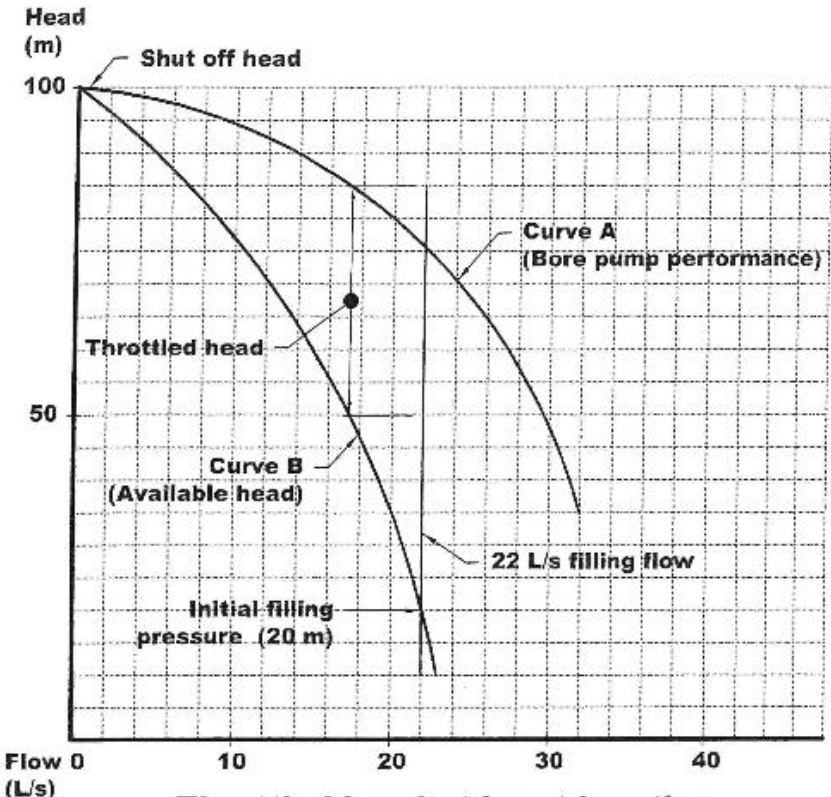 Head
(m)
Shut off head
100
Curve A
(Bore pump performance)
Throttled head
50
Curve B
(Available head)
22 L/s filling flow
Initial filling
pressure (20 m)
Flow 0 10 20 30 40
(L/s)